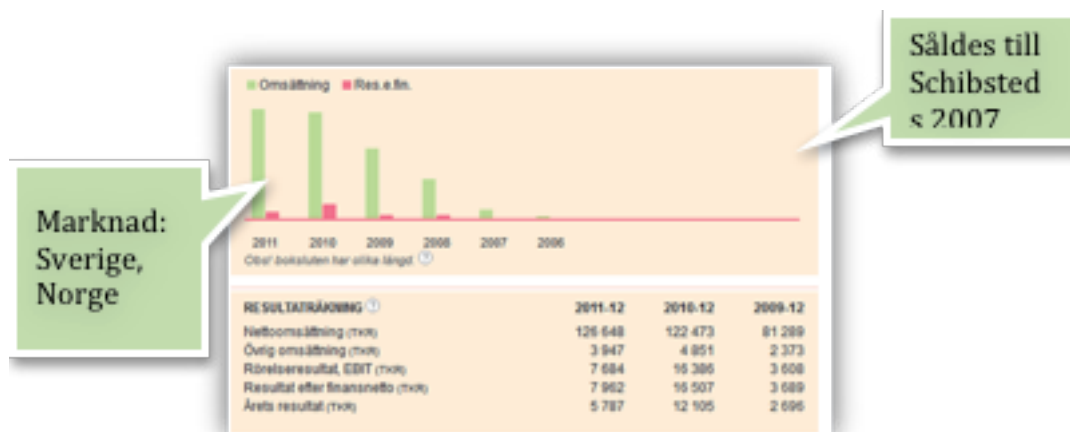 Såldes till
Schibsted
s 2007
Omsättning Res.e.fin.
Marknad:
Sverige,
Norge
2011 2010 2009 2008 2007 2006
Obs! boksluten har olika längd. ?
RESULTATRÄKNING ? 2011-12 2010-12 2009-12
Nettoomsättning (TKR) 126 648 122 473 81 289
Övrig omsättning (TKR) 3 947 4 851 2 373
Rörelseresultat, EBIT (TKR) 7 684 16 386 3 608
Resultat efter finansnetto (TKR) 7 962 16 507 3 689
Årets resultat (TKR) 5 787 12 105 2 696